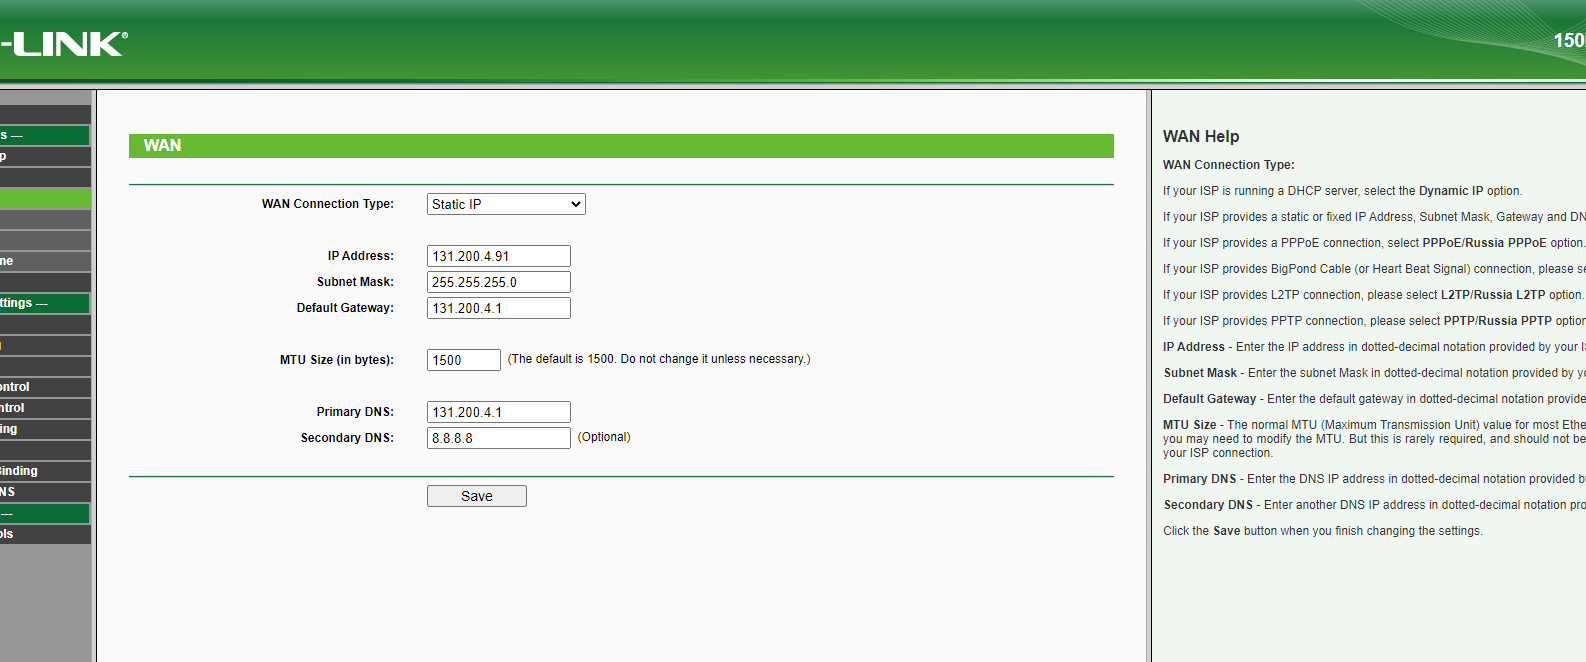 -LINK®
150
s ---
p
ne
ttings ---
ontrol
ntrol
ing
Binding
NS
---
ols
WAN
WAN Connection Type: Static IP
IP Address: 131.200.4.91
Subnet Mask: 255.255.255.0
Default Gateway: 131.200.4.1
MTU Size (in bytes): 1500 (The default is 1500. Do not change it unless necessary.)
Primary DNS: 131.200.4.1
Secondary DNS: 8.8.8.8 (Optional)
Save
WAN Help
WAN Connection Type:
If your ISP is running a DHCP server, select the Dynamic IP option.
If your ISP provides a static or fixed IP Address, Subnet Mask, Gateway and DN
If your ISP provides a PPPoE connection, select PPPoE/Russia PPPoE option.
If your ISP provides BigPond Cable (or Heart Beat Signal) connection, please se
If your ISP provides L2TP connection, please select L2TP/Russia L2TP option.
If your ISP provides PPTP connection, please select PPTP/Russia PPTP option
IP Address - Enter the IP address in dotted-decimal notation provided by your I
Subnet Mask - Enter the subnet Mask in dotted-decimal notation provided by yo
Default Gateway - Enter the default gateway in dotted-decimal notation provide
MTU Size - The normal MTU (Maximum Transmission Unit) value for most Ethe
you may need to modify the MTU. But this is rarely required, and should not be
your ISP connection.
Primary DNS - Enter the DNS IP address in dotted-decimal notation provided b
Secondary DNS - Enter another DNS IP address in dotted-decimal notation pro
Click the Save button when you finish changing the settings.